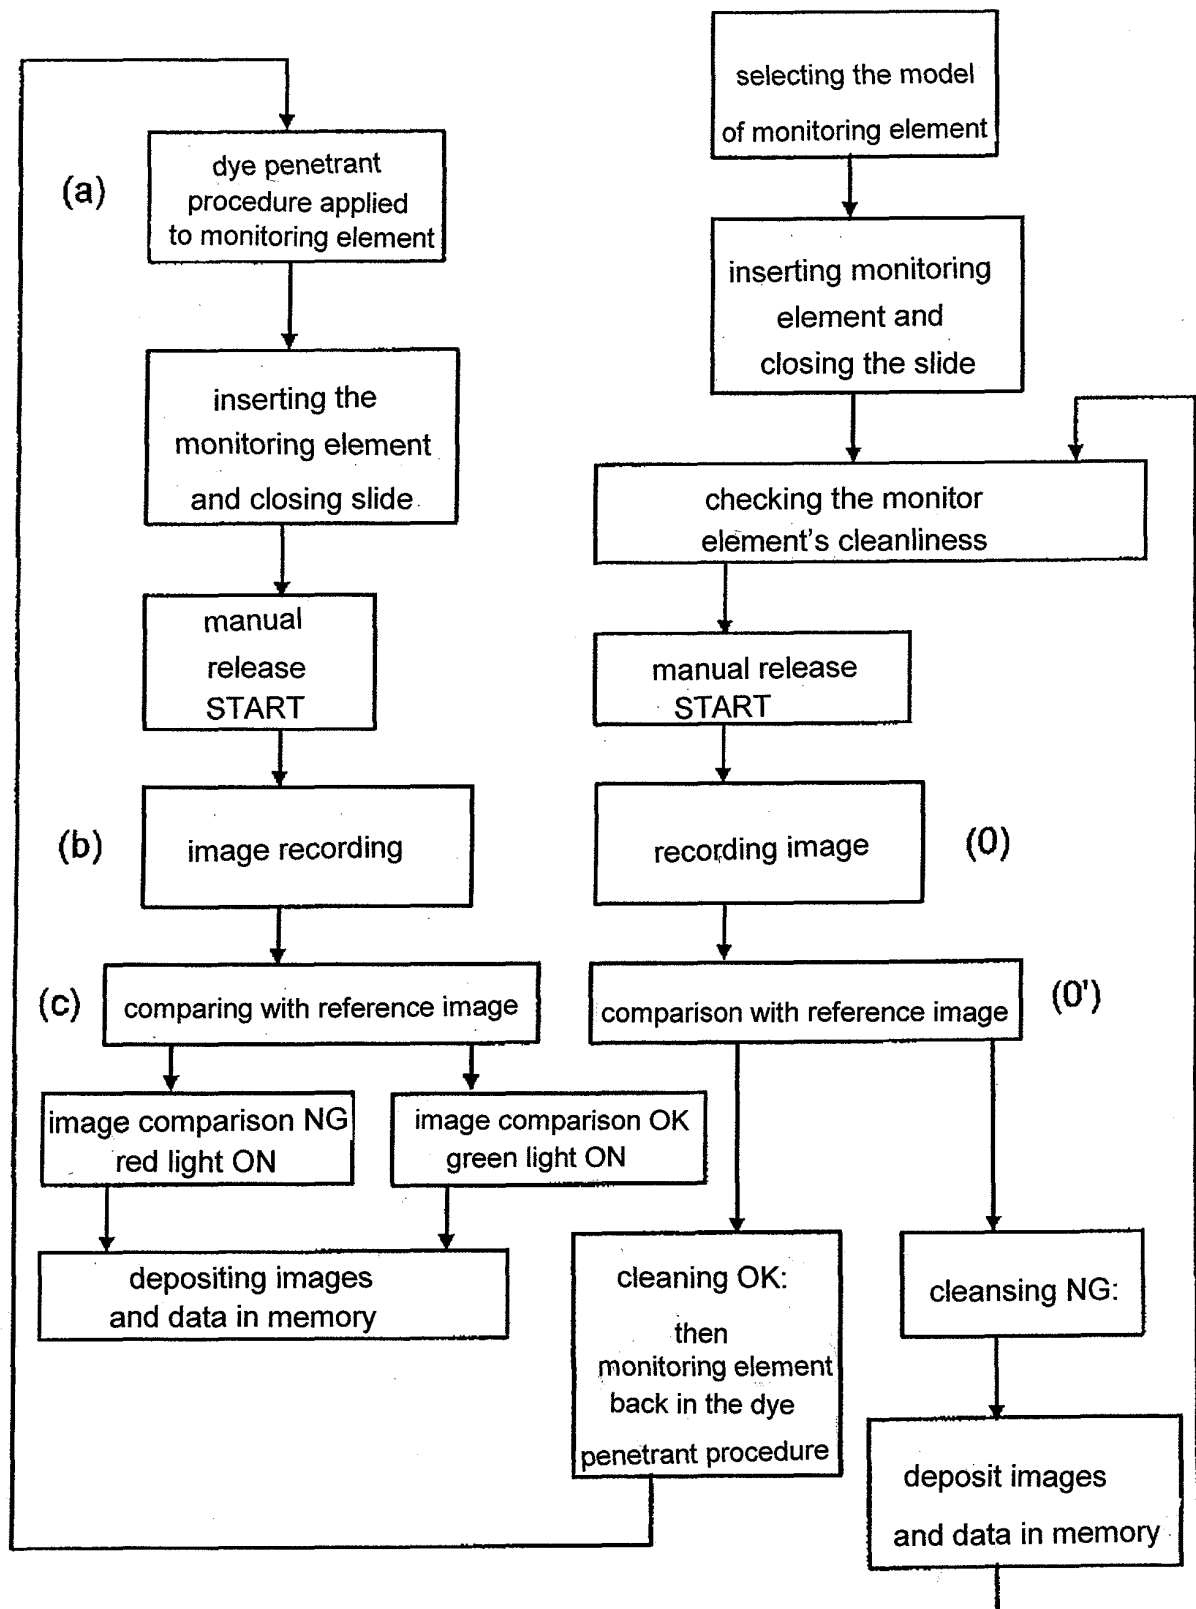 selecting the model
of monitoring element
inserting monitoring
element and
closing the slide
checking the monitor
element's cleanliness
manual release
START
recording image
(0)
comparison with reference image
(0')
cleaning OK:
then
monitoring element
back in the dye
penetrant procedure
cleansing NG:
deposit images
and data in memory
(a)
dye penetrant
procedure applied
to monitoring element
inserting the
monitoring element
and closing slide
manual
release
START
(b)
image recording
(c)
comparing with reference image
image comparison NG
red light ON
image comparison OK
green light ON
depositing images
and data in memory